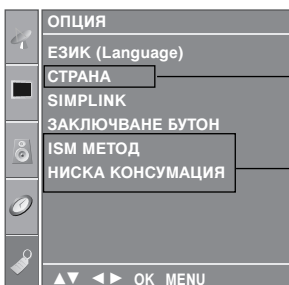 ОПЦИЯ
ЕЗИК (Language)
СТРАНА
SIMPLINK
ЗАКЛЮЧВАНЕ БУТОН
ISM МЕТОД
НИСКА КОНСУМАЦИЯ
▲▼ ◄► OK MENU